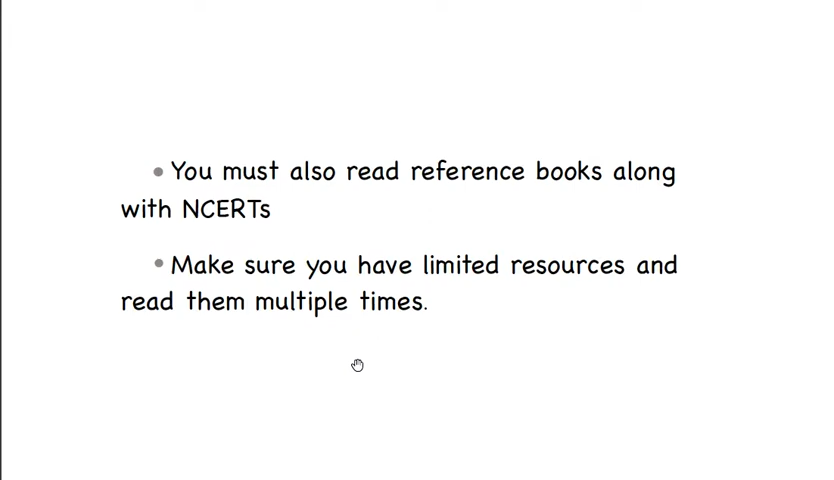 • You must also read reference books along
with NCERTs
• Make sure you have limited resources and
read them multiple times.